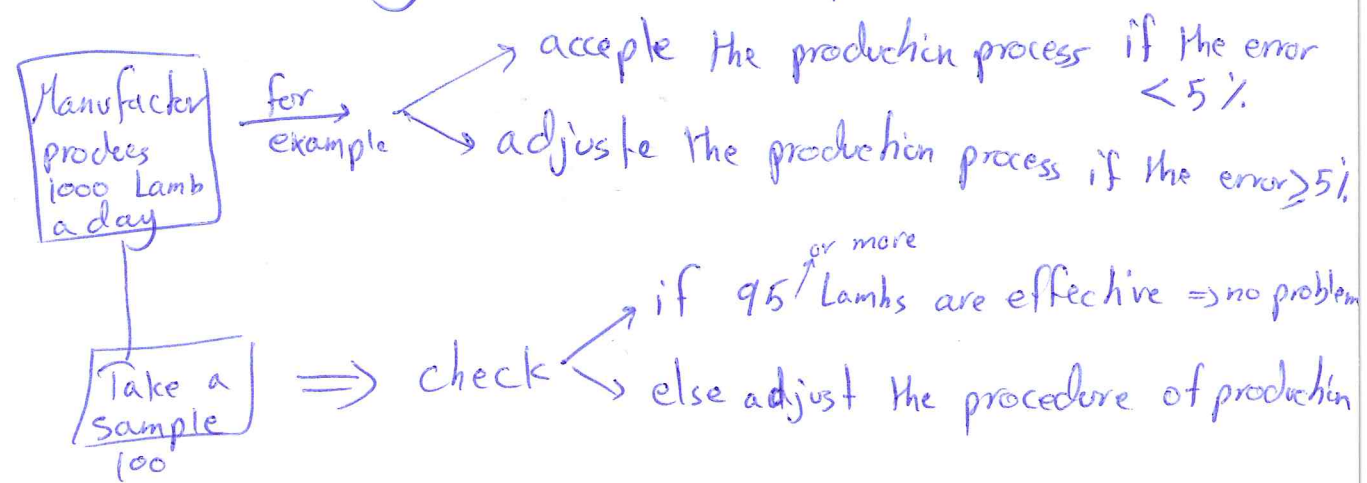 Manufactor
prodces
1000 Lamb
a day
for
example
accepte the production process if the error
< 5 %
adjuste the production process if the error ≥ 5 %
or more
if 95 Lambs are effective => no problem
Take a
sample
100
=> check
else adjust the procedure of production